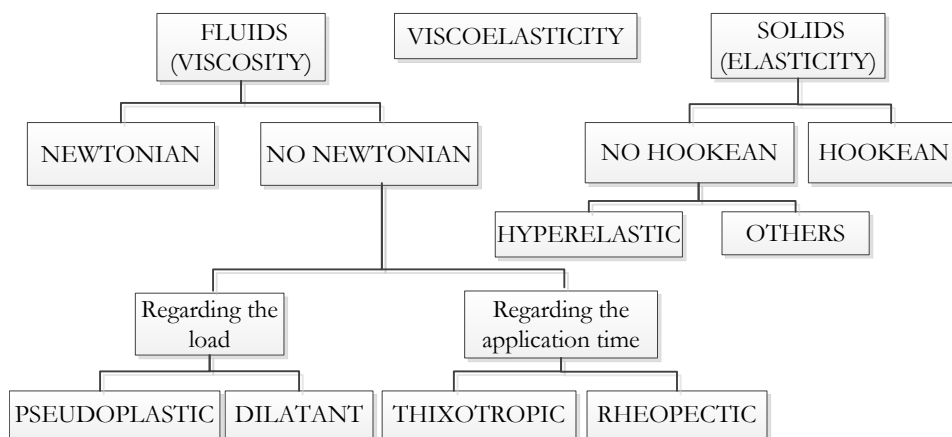 FLUIDS
(VISCOSITY)
VISCOELASTICITY
SOLIDS
(ELASTICITY)
NEWTONIAN
NO NEWTONIAN
NO HOOKEAN
HOOKEAN
HYPERELASTIC
OTHERS
Regarding the
load
Regarding the
application time
PSEUDOPLASTIC
DILATANT
THIXOTROPIC
RHEOPECTIC